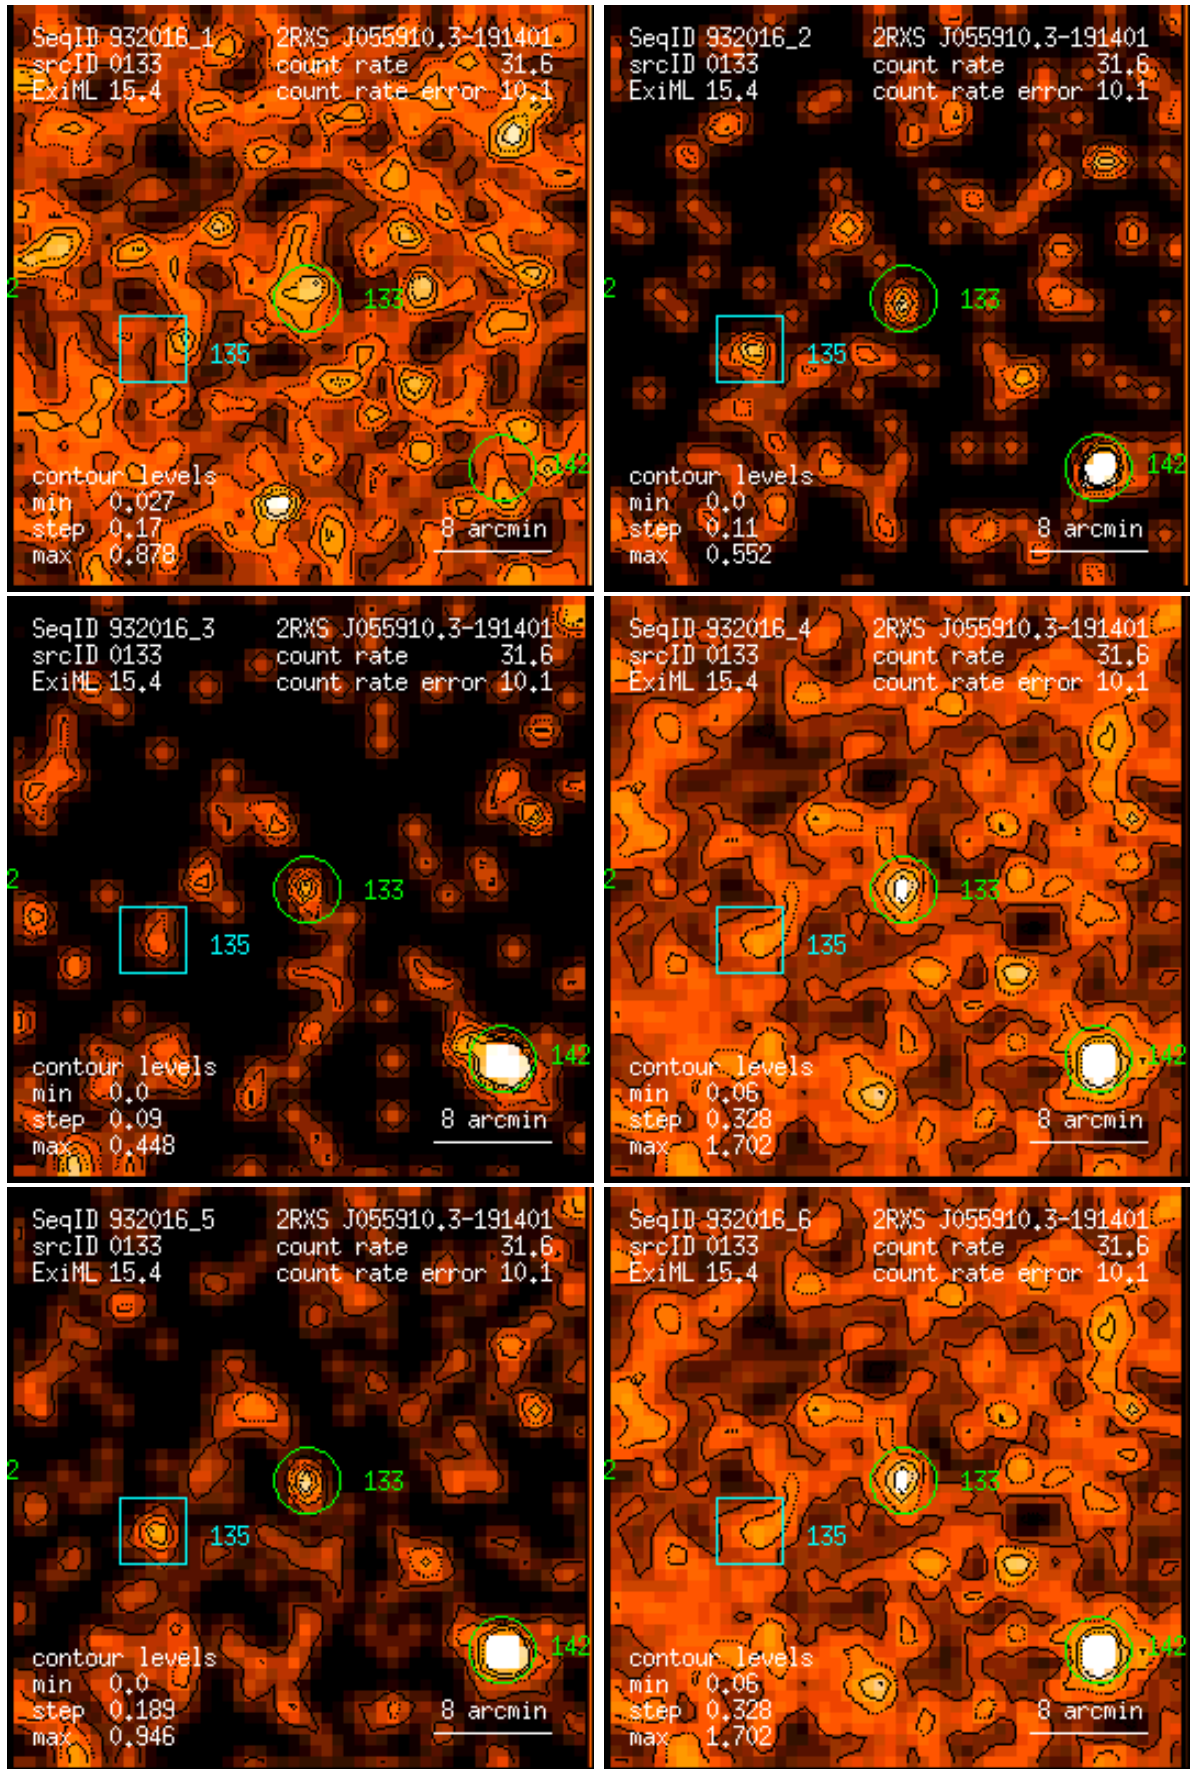 SeqID 932016_1 2RXS J055910.3-191401
srcID 0133 count rate 31.6
ExiML 15.4 count rate error 10.1
2
133
135
142
contour levels
min 0.027
step 0.17 8 arcmin
max 0.878
SeqID 932016_2 2RXS J055910.3-191401
srcID 0133 count rate 31.6
ExiML 15.4 count rate error 10.1
2
133
135
142
contour levels
min 0.0
step 0.11 8 arcmin
max 0.552
SeqID 932016_3 2RXS J055910.3-191401
srcID 0133 count rate 31.6
ExiML 15.4 count rate error 10.1
2
133
135
142
contour levels
min 0.0
step 0.09 8 arcmin
max 0.448
SeqID 932016_4 2RXS J055910.3-191401
srcID 0133 count rate 31.6
ExiML 15.4 count rate error 10.1
2
133
135
142
contour levels
min 0.06
step 0.328 8 arcmin
max 1.702
SeqID 932016_5 2RXS J055910.3-191401
srcID 0133 count rate 31.6
ExiML 15.4 count rate error 10.1
2
133
135
142
contour levels
min 0.0
step 0.189 8 arcmin
max 0.946
SeqID 932016_6 2RXS J055910.3-191401
srcID 0133 count rate 31.6
ExiML 15.4 count rate error 10.1
2
133
135
142
contour levels
min 0.06
step 0.328 8 arcmin
max 1.702